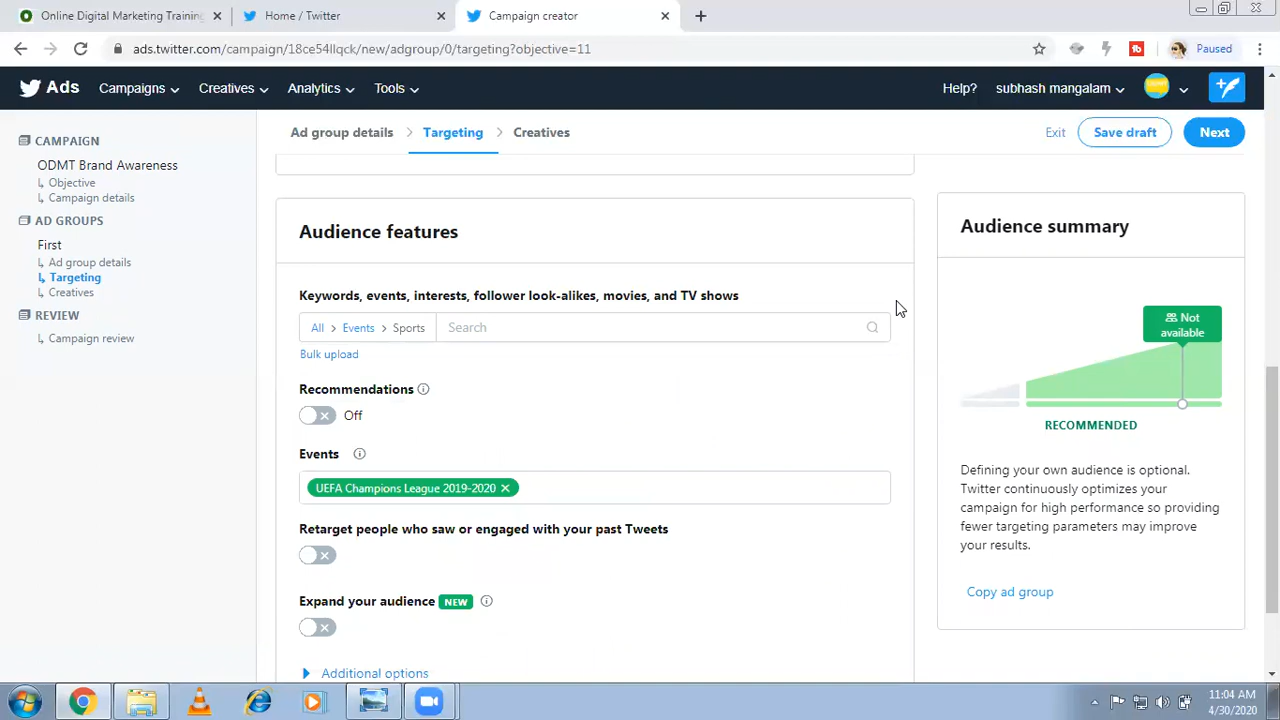 Online Digital Marketing Training
Home / Twitter
Campaign creator
ads.twitter.com/campaign/18ce54llqck/new/adgroup/0/targeting?objective=11
Paused
Ads
Campaigns
Creatives
Analytics
Tools
Help?
subhash mangalam
CAMPAIGN
ODMT Brand Awareness
Objective
Campaign details
AD GROUPS
First
Ad group details
Targeting
Creatives
REVIEW
Campaign review
Ad group details > Targeting > Creatives
Exit
Save draft
Next
Audience features
Keywords, events, interests, follower look-alikes, movies, and TV shows
All > Events > Sports
Search
Bulk upload
Recommendations
Off
Events
UEFA Champions League 2019-2020
Retarget people who saw or engaged with your past Tweets
Expand your audience NEW
Additional options
Audience summary
Not
available
RECOMMENDED
Defining your own audience is optional.
Twitter continuously optimizes your
campaign for high performance so providing
fewer targeting parameters may improve
your results.
Copy ad group
11:04 AM
4/30/2020